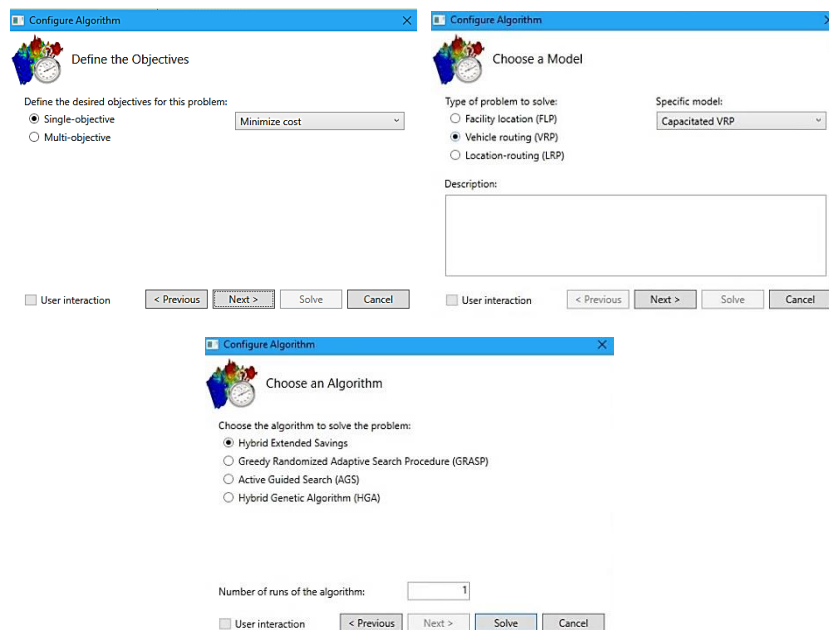 Configure Algorithm
Define the Objectives
Define the desired objectives for this problem:
Single-objective
Minimize cost
Multi-objective
User interaction
< Previous
Next >
Solve
Cancel
Configure Algorithm
Choose a Model
Type of problem to solve:
Specific model:
Facility location (FLP)
Capacitated VRP
Vehicle routing (VRP)
Location-routing (LRP)
Description:
User interaction
< Previous
Next >
Solve
Cancel
Configure Algorithm
Choose an Algorithm
Choose the algorithm to solve the problem:
Hybrid Extended Savings
Greedy Randomized Adaptive Search Procedure (GRASP)
Active Guided Search (AGS)
Hybrid Genetic Algorithm (HGA)
Number of runs of the algorithm:
1
User interaction
< Previous
Next >
Solve
Cancel